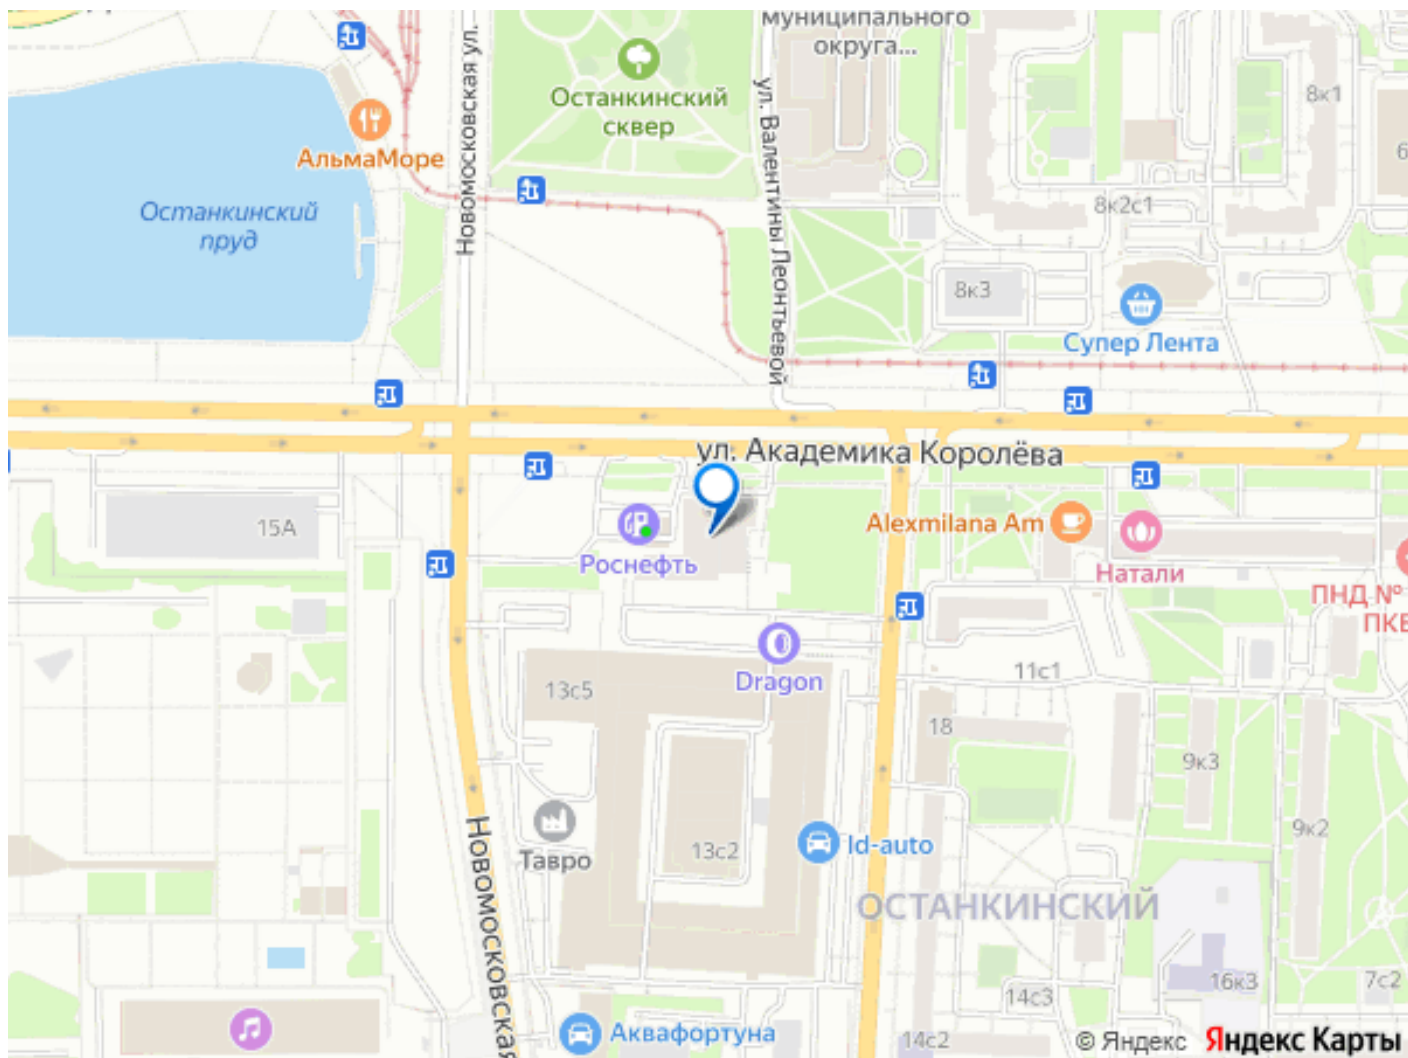 муниципального
округа...
Новомосковская ул.
ул. Валентины Леонтьевой
Останкинский
сквер
8к1
АльмаМоре
Останкинский
пруд
8к2с1
8к3
Супер Лента
ул. Академика Королёва
15А
Роснефть
Alexmilana Am
Натали
ПНД №
ПКБ
Dragon
13с5
11с1
18
9к3
9к2
Тавро
13с2
Id-auto
Новомосковская
ОСТАНКИНСКИЙ
16к3
7с2
14с3
14с2
Аквафортуна
© Яндекс Яндекс Карты